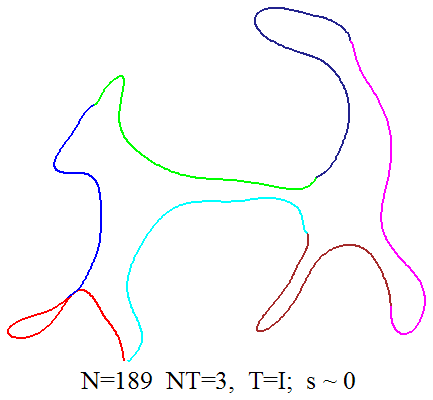 N=189 NT=3, T=I; s ~ 0